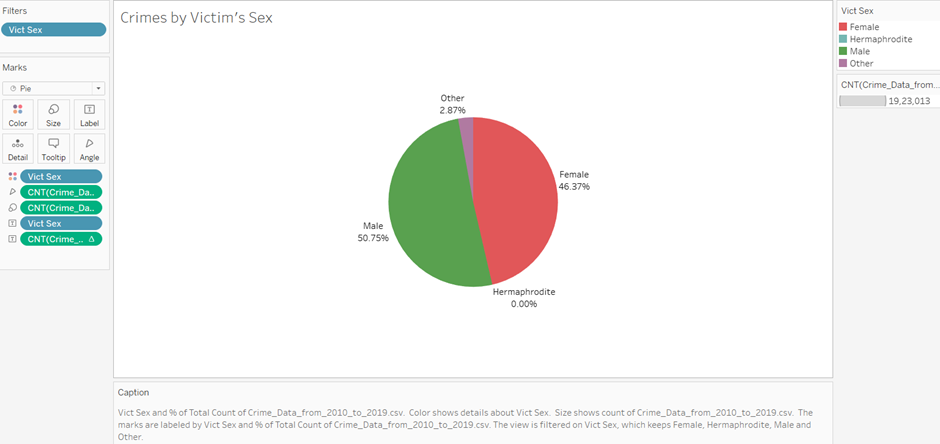 Filters
Vict Sex
Marks
Pie
Color
Size
Label
Detail
Tooltip
Angle
Vict Sex
CNT(Crime_Da..
CNT(Crime_Da..
Vict Sex
CNT(Crime_..
Crimes by Victim's Sex
Other
2.87%
Female
46.37%
Male
50.75%
Hermaphrodite
0.00%
Caption
Vict Sex and % of Total Count of Crime_Data_from_2010_to_2019.csv. Color shows details about Vict Sex. Size shows count of Crime_Data_from_2010_to_2019.csv. The
marks are labeled by Vict Sex and % of Total Count of Crime_Data_from_2010_to_2019.csv. The view is filtered on Vict Sex, which keeps Female, Hermaphrodite, Male and
Other.
Vict Sex
Female
Hermaphrodite
Male
Other
CNT(Crime_Data_from...
19,23,013